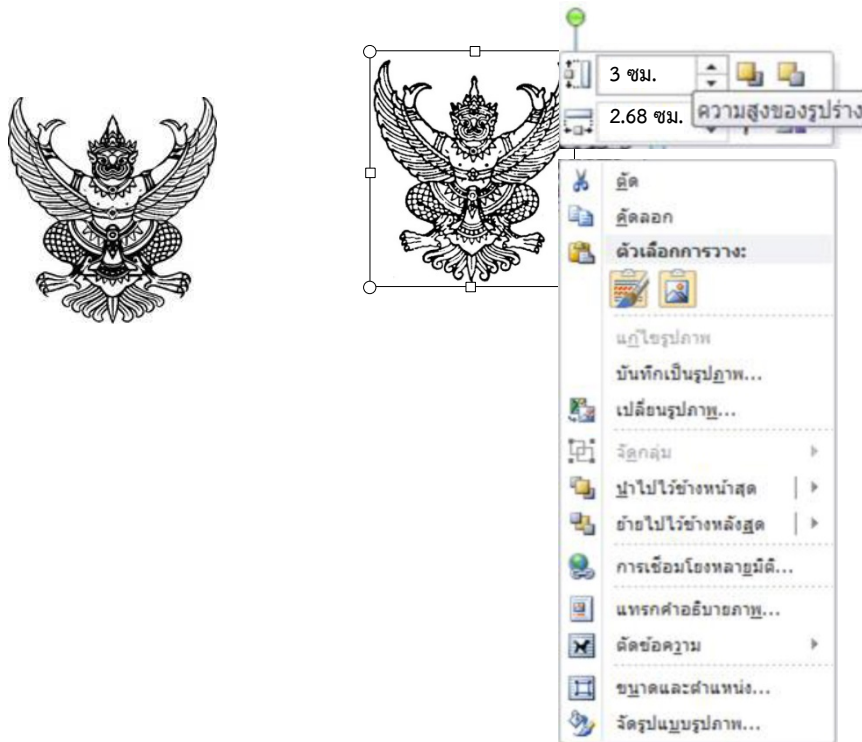 3 ซม.
2.68 ซม.
ความสูงของรูปร่าง
ตัด
คัดลอก
ตัวเลือกการวาง:
แก้ไขรูปภาพ
บันทึกเป็นรูปภาพ...
เปลี่ยนรูปภาพ...
จัดกลุ่ม
นำไปไว้ข้างหน้าสุด
ย้ายไปไว้ข้างหลังสุด
การเชื่อมโยงหลายมิติ...
แทรกคำอธิบายภาพ...
ตัดข้อความ
ขนาดและตำแหน่ง...
จัดรูปแบบรูปภาพ...